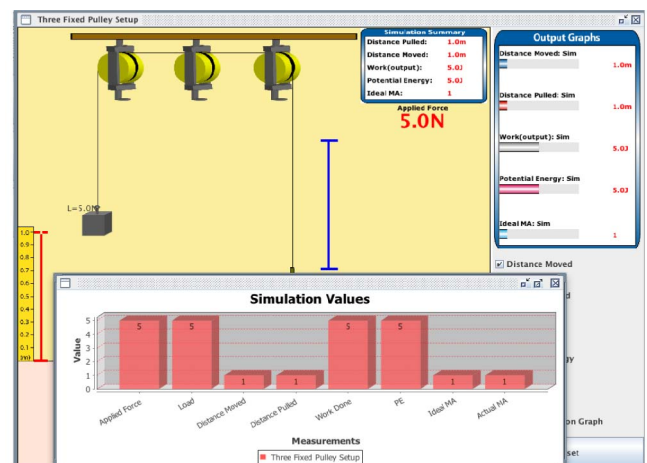 Three Fixed Pulley Setup
Simulation Summary
Distance Pulled: 1.0m
Distance Moved: 1.0m
Work(output): 5.0J
Potential Energy: 5.0J
Ideal MA: 1
Applied Force
5.0N
L=5.0N
1.0
0.9
0.8
0.7
0.6
0.5
0.4
0.3
0.2
0.1
Output Graphs
Distance Moved: Sim
1.0m
Distance Pulled: Sim
1.0m
Work(output): Sim
5.0J
Potential Energy: Sim
5.0J
Ideal MA: Sim
1
Distance Moved
d
gy
on Graph
set
Simulation Values
Value
5
4
3
2
1
0
5 5 1 1 5 5 1 1
Applied Force Load Distance Moved Distance Pulled Work Done PE Ideal MA Actual MA
Measurements
Three Fixed Pulley Setup